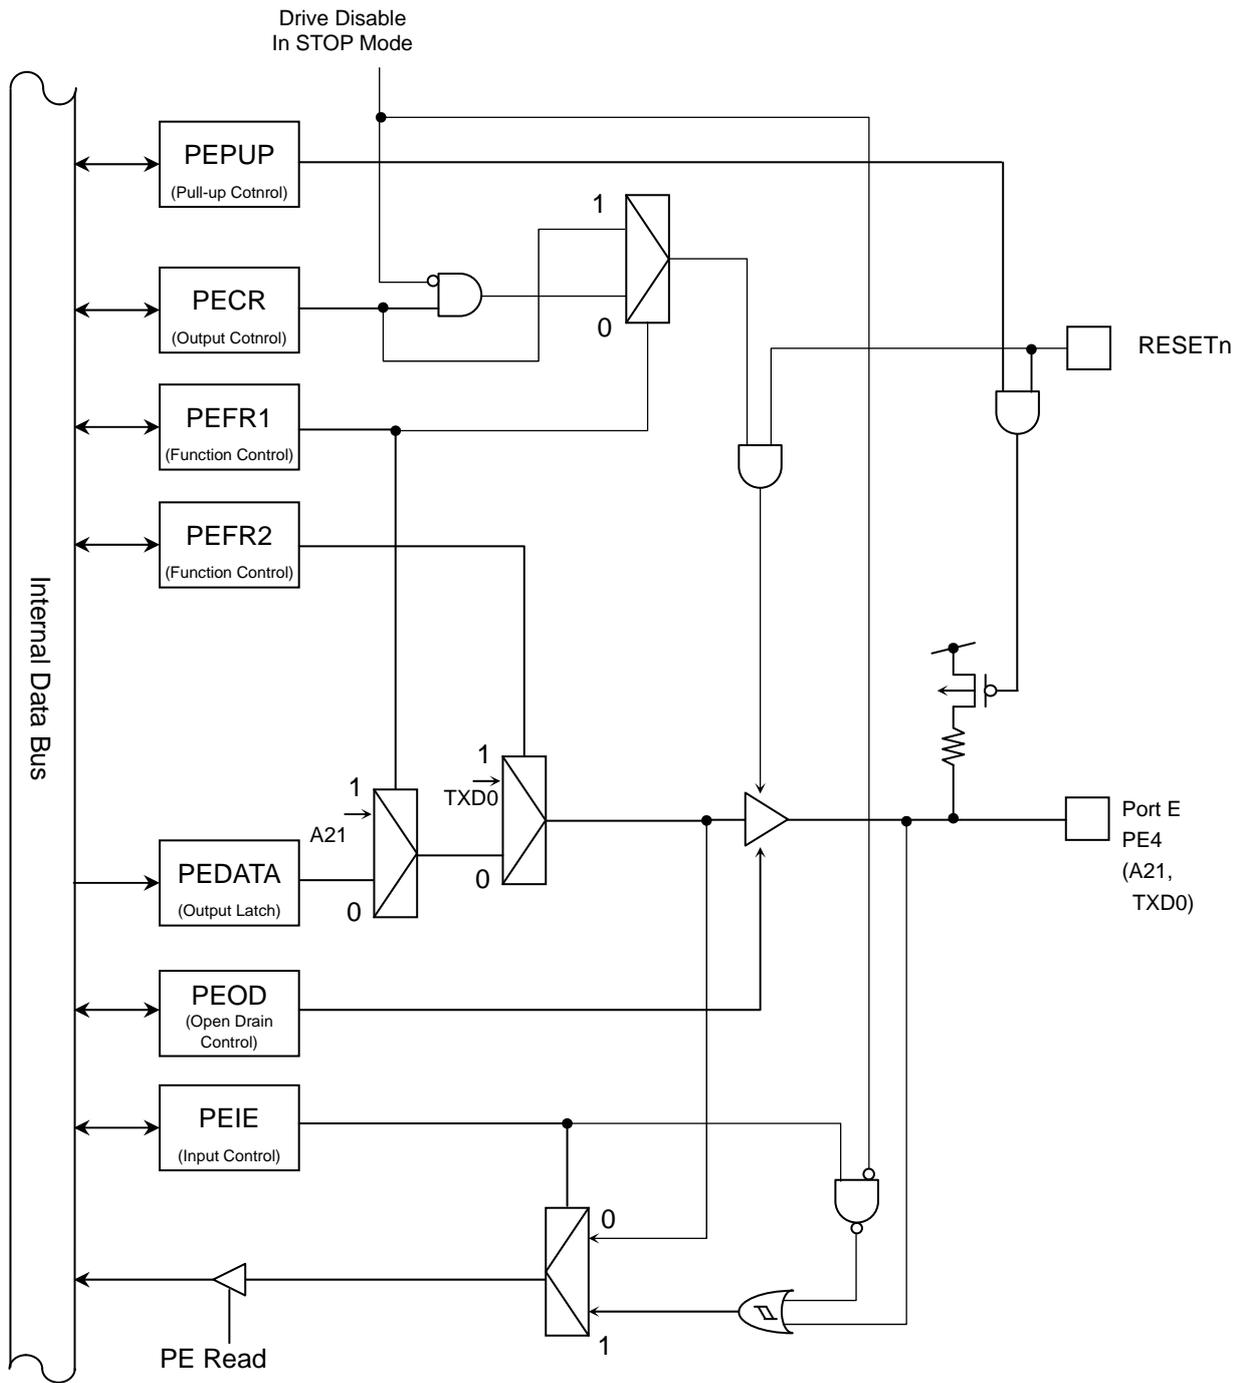 Drive Disable
In STOP Mode
PEPUP
(Pull-up Cotnrol)
1
PECR
(Output Cotnrol)
0
RESETn
PEFR1
(Function Control)
PEFR2
(Function Control)
Internal Data Bus
1
TXD0
1
A21
0
PEDATA
(Output Latch)
0
Port E
PE4
(A21,
TXD0)
PEOD
(Open Drain
Control)
PEIE
(Input Control)
0
1
PE Read